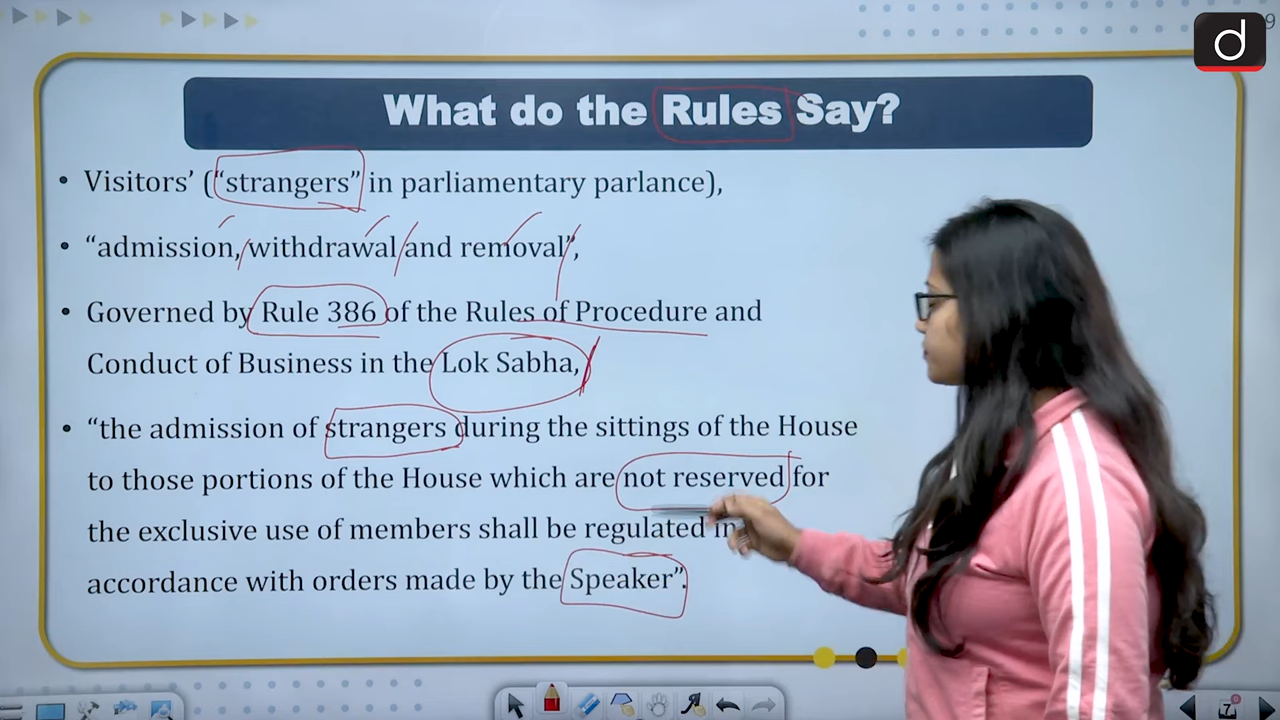 9
d
What do the Rules Say?
• Visitors’ (“strangers” in parliamentary parlance),
• “admission, withdrawal and removal”,
• Governed by Rule 386 of the Rules of Procedure and
Conduct of Business in the Lok Sabha,
• “the admission of strangers during the sittings of the House
to those portions of the House which are not reserved for
the exclusive use of members shall be regulated in
accordance with orders made by the Speaker”.
7